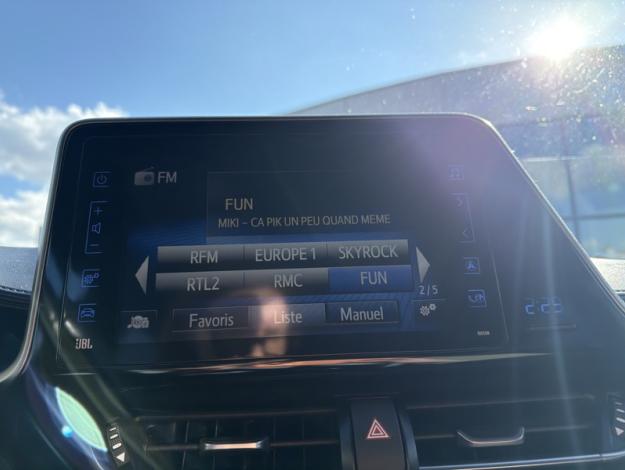 FM
FUN
MIKI - CA PIK UN PEU QUAND MEME
RFM EUROPE 1 SKYROCK
RTL2 RMC FUN
2/5
Favoris Liste Manuel
JBL